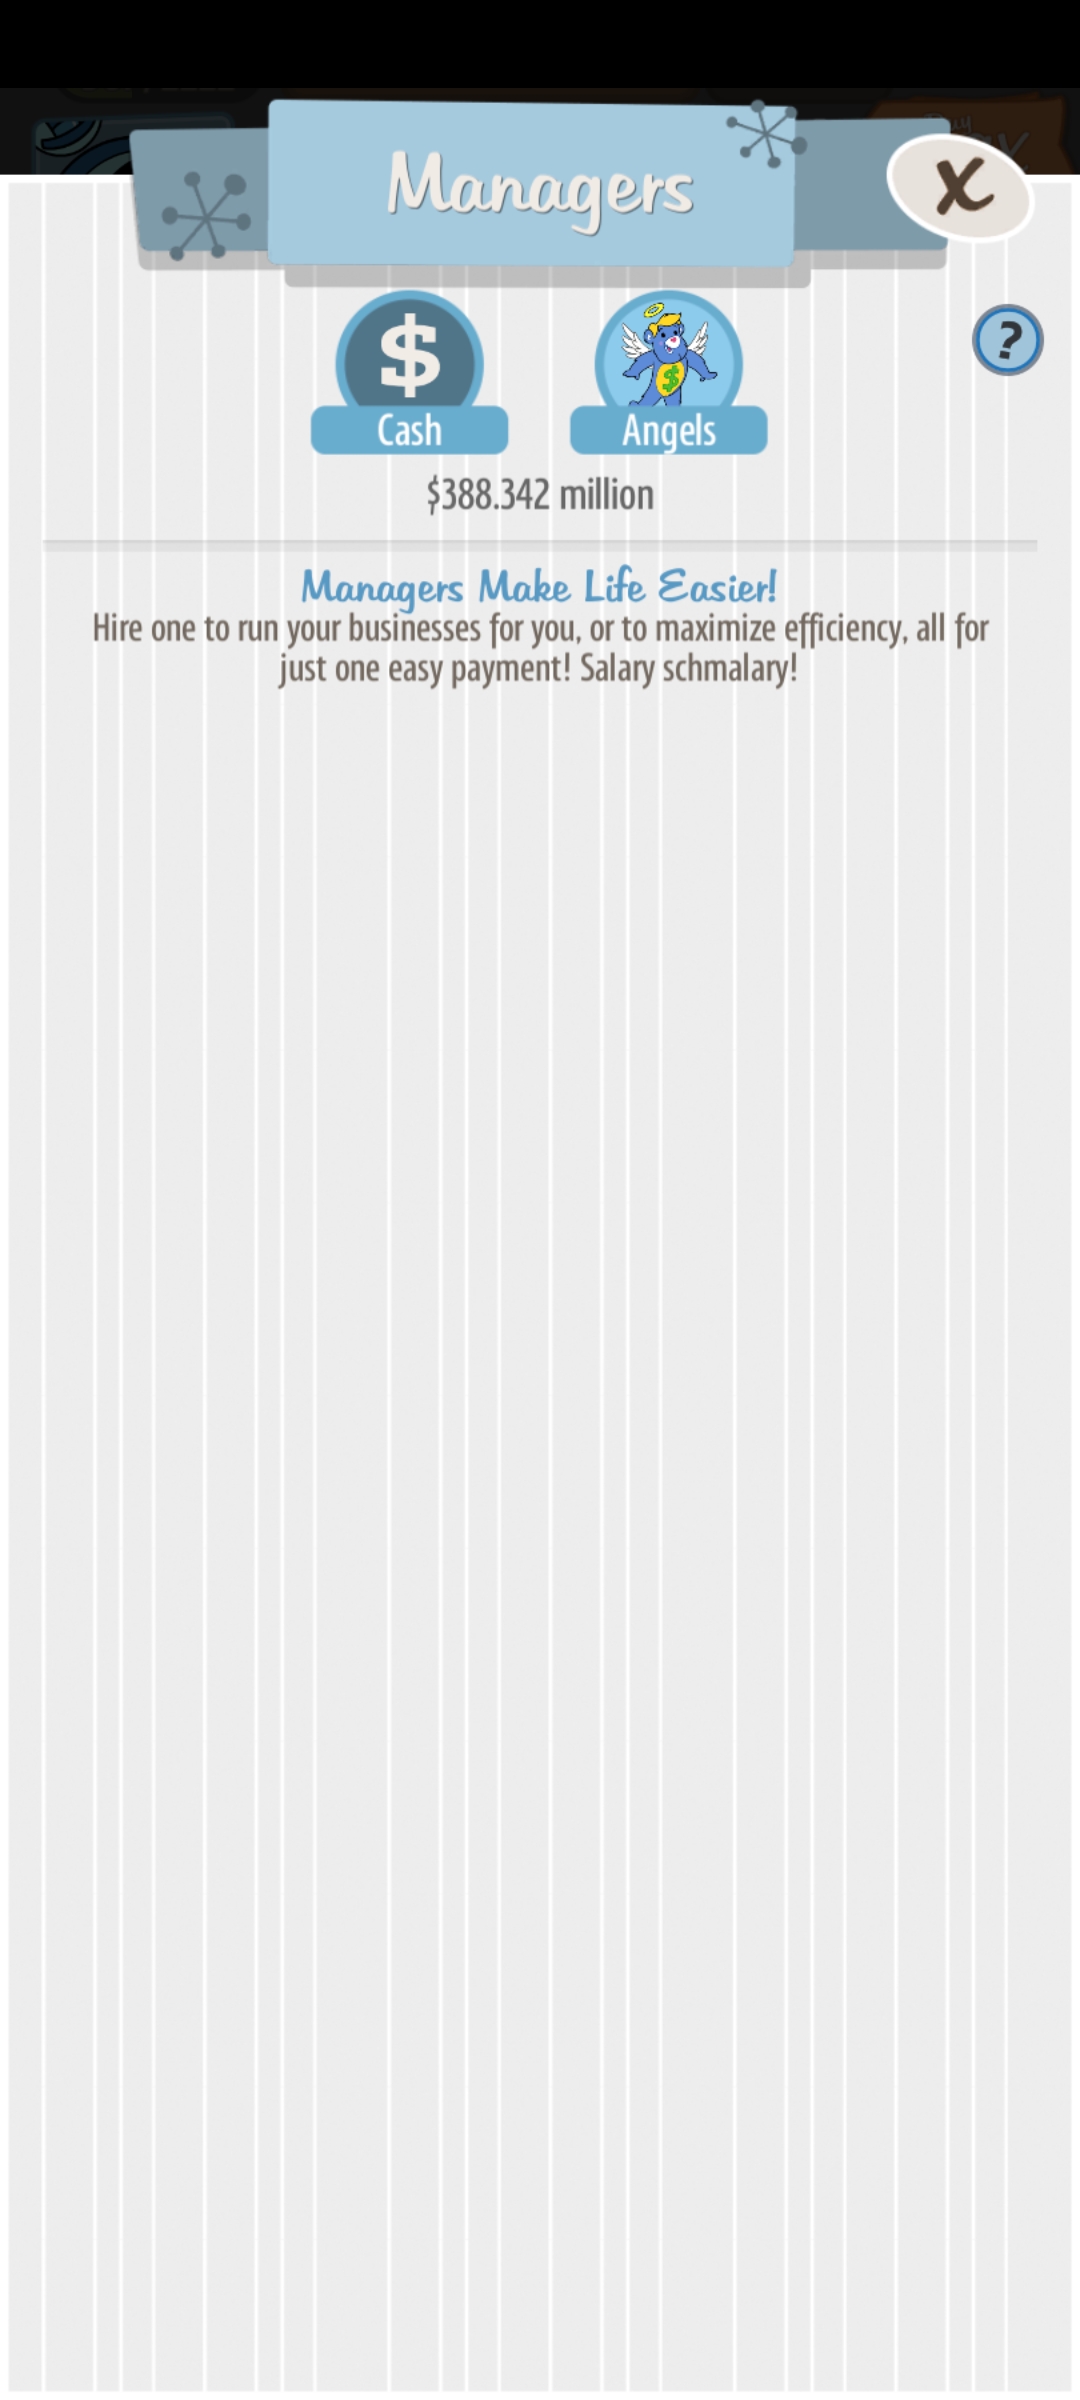 Managers
X
?
Cash
Angels
$388.342 million
Managers Make Life Easier!
Hire one to run your businesses for you, or to maximize efficiency, all for
just one easy payment! Salary schmalary!